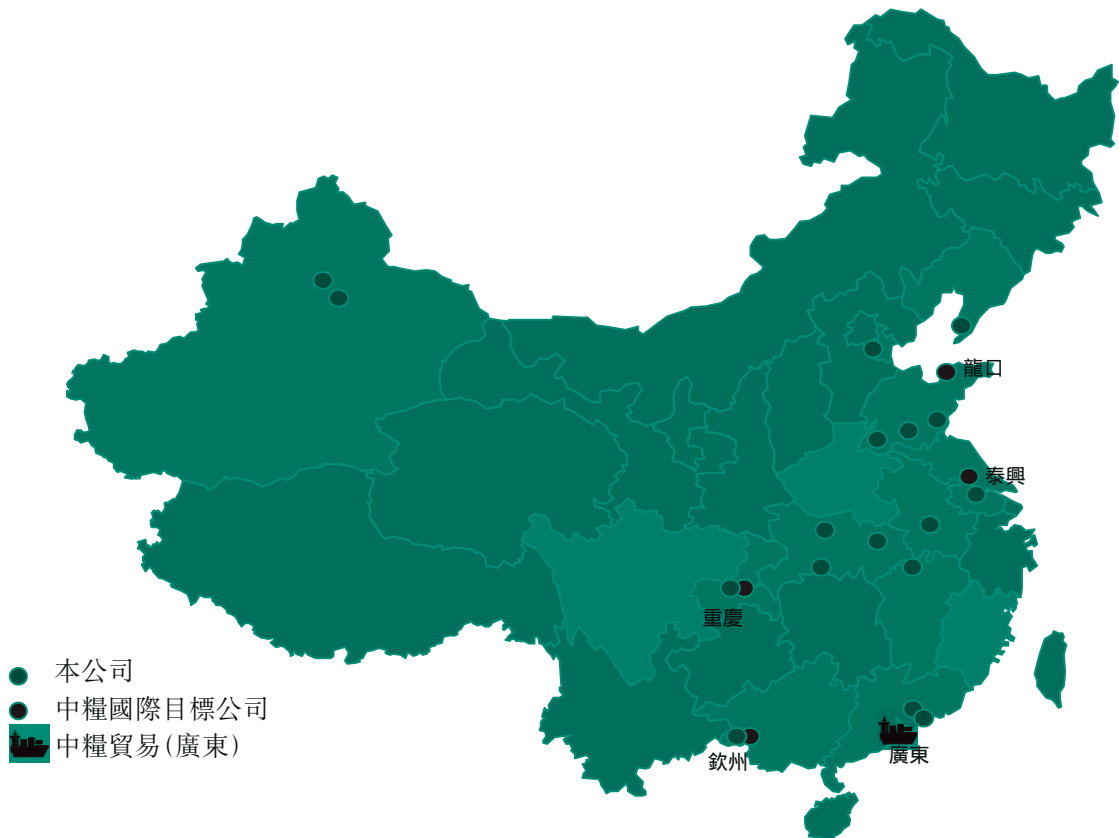 龍口
泰興
重慶
欽州
廣東
本公司
中糧國際目標公司
中糧貿易(廣東)